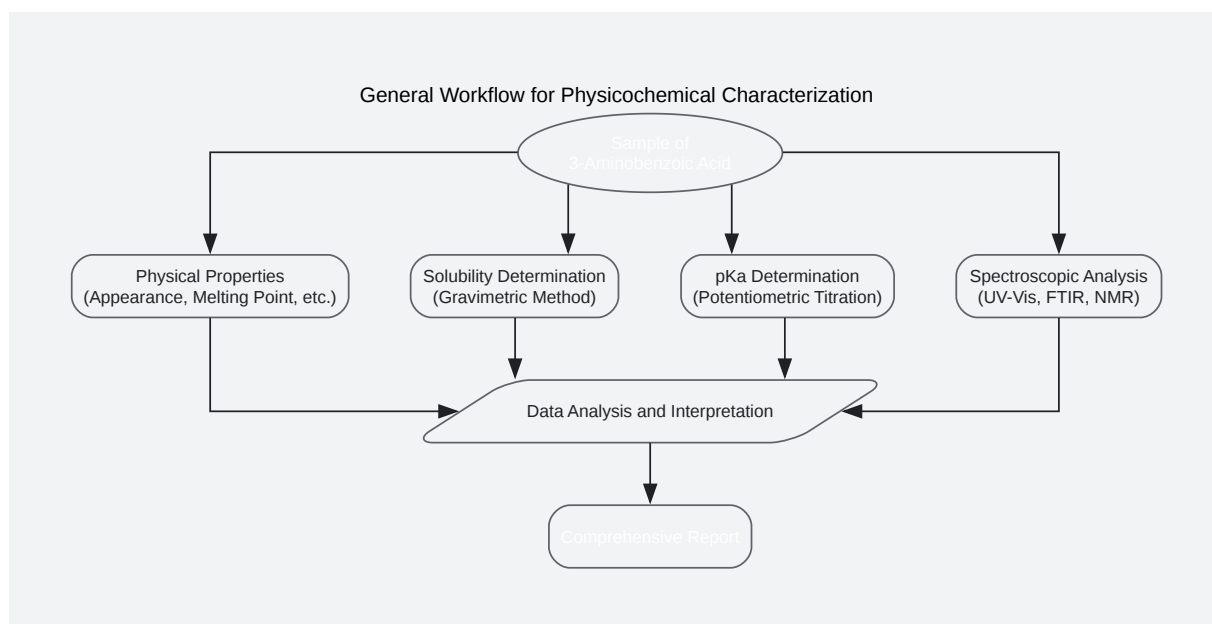 General Workflow for Physicochemical Characterization
Sample of
3-Aminobenzoic Acid
Physical Properties
(Appearance, Melting Point, etc.)
Solubility Determination
(Gravimetric Method)
pKa Determination
(Potentiometric Titration)
Spectroscopic Analysis
(UV-Vis, FTIR, NMR)
Data Analysis and Interpretation
Comprehensive Report